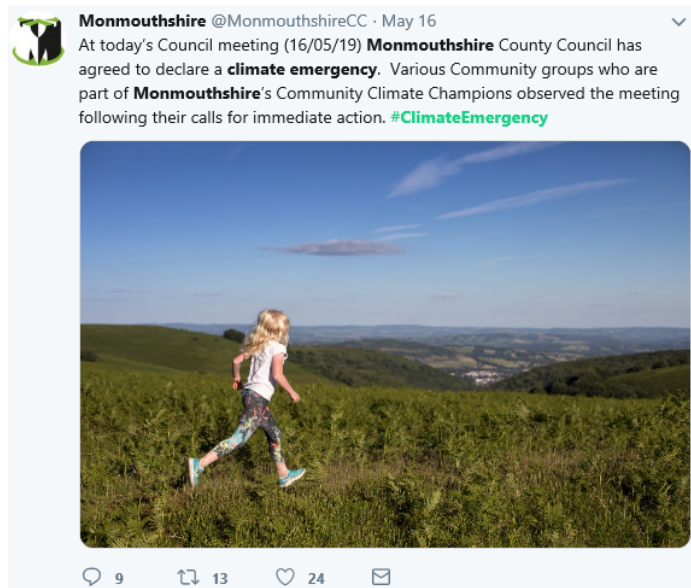 Monmouthshire @MonmouthshireCC · May 16
At today's Council meeting (16/05/19) Monmouthshire County Council has
agreed to declare a climate emergency.  Various Community groups who are
part of Monmouthshire's Community Climate Champions observed the meeting
following their calls for immediate action. #ClimateEmergency
9 13 24